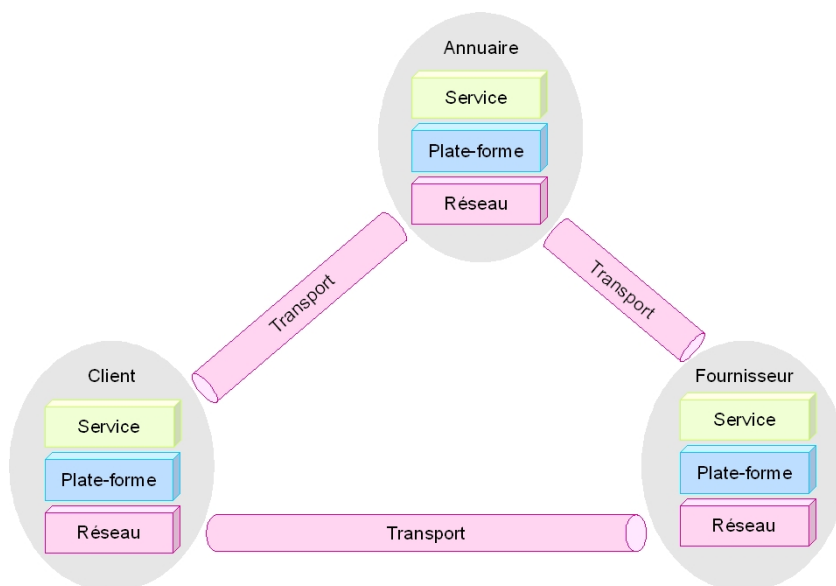 Annuaire
Service
Plate-forme
Réseau
Transport
Transport
Client
Service
Plate-forme
Réseau
Fournisseur
Service
Plate-forme
Réseau
Transport